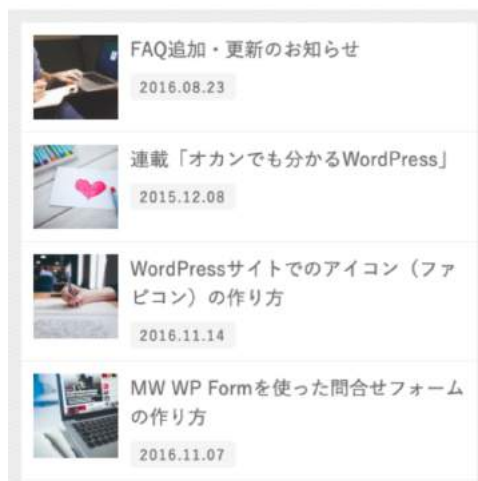 FAQ追加・更新のお知らせ
2016.08.23
連載「オカンでも分かるWordPress」
2015.12.08
WordPressサイトでのアイコン（ファ
ビコン）の作り方
2016.11.14
MW WP Formを使った問合せフォーム
の作り方
2016.11.07